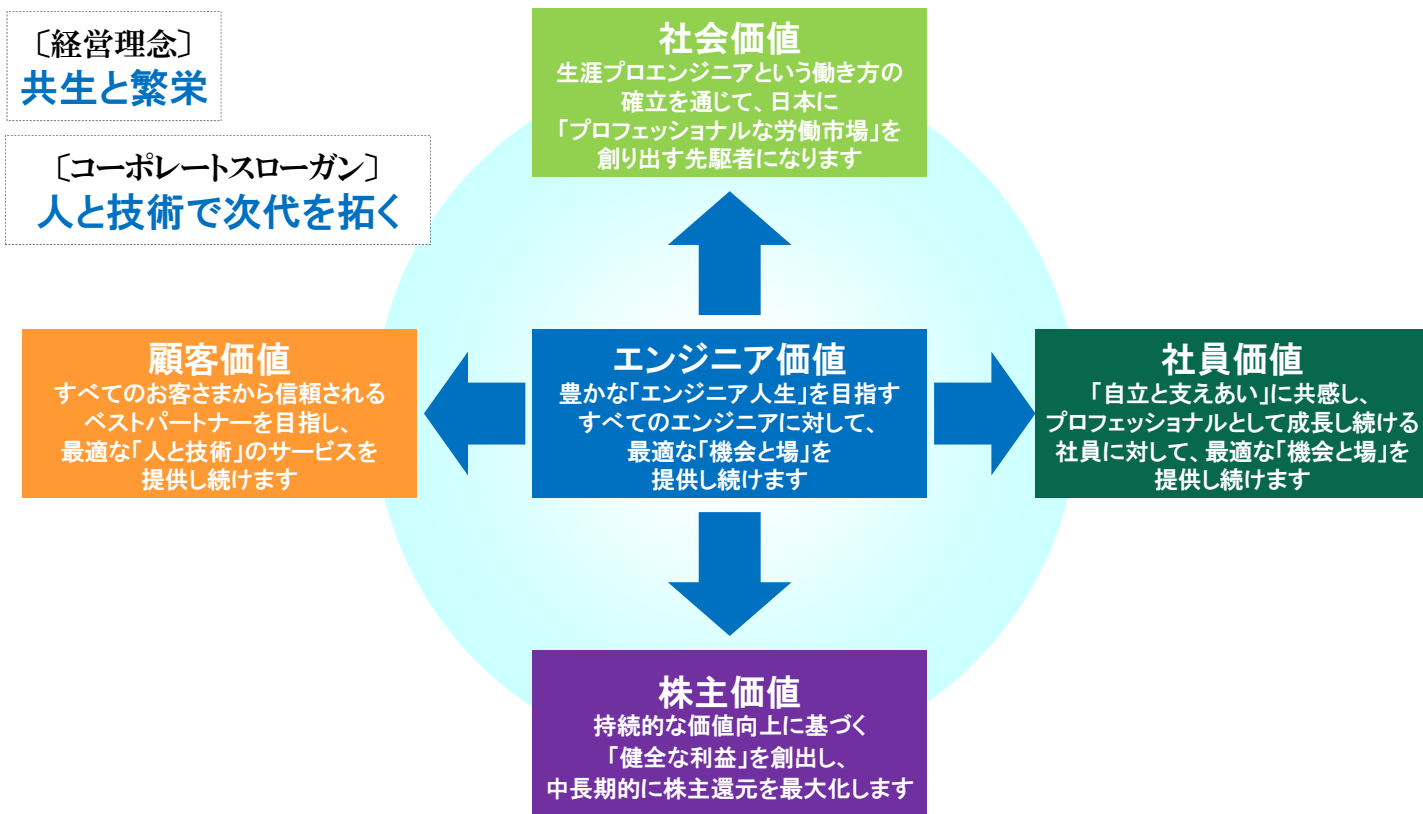 〔経営理念〕
共生と繁栄
〔コーポレートスローガン〕
人と技術で次代を拓く
社会価値
生涯プロエンジニアという働き方の
確立を通じて、日本に
「プロフェッショナルな労働市場」を
創り出す先駆者になります
顧客価値
すべてのお客さまから信頼される
ベストパートナーを目指し、
最適な「人と技術」のサービスを
提供し続けます
エンジニア価値
豊かな「エンジニア人生」を目指す
すべてのエンジニアに対して、
最適な「機会と場」を
提供し続けます
社員価値
「自立と支えあい」に共感し、
プロフェッショナルとして成長し続ける
社員に対して、最適な「機会と場」を
提供し続けます
株主価値
持続的な価値向上に基づく
「健全な利益」を創出し、
中長期的に株主還元を最大化します